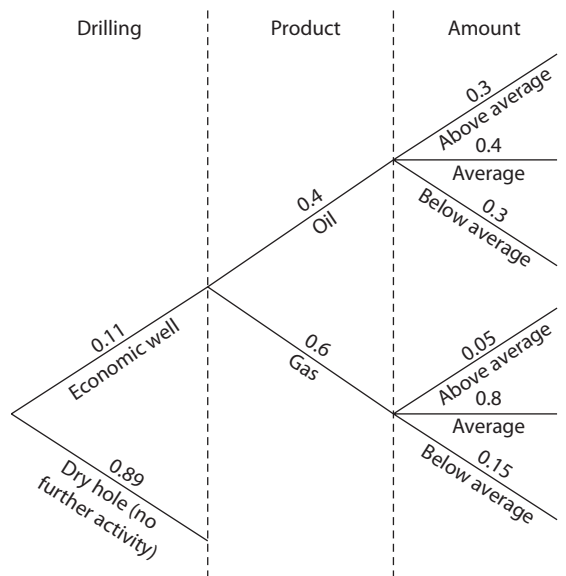 Drilling
Product
Amount
0.3
Above average
0.4
Average
0.3
Below average
0.4
Oil
0.11
Economic well
0.6
Gas
0.05
Above average
0.8
Average
0.15
Below average
0.89
Dry hole (no
further activity)